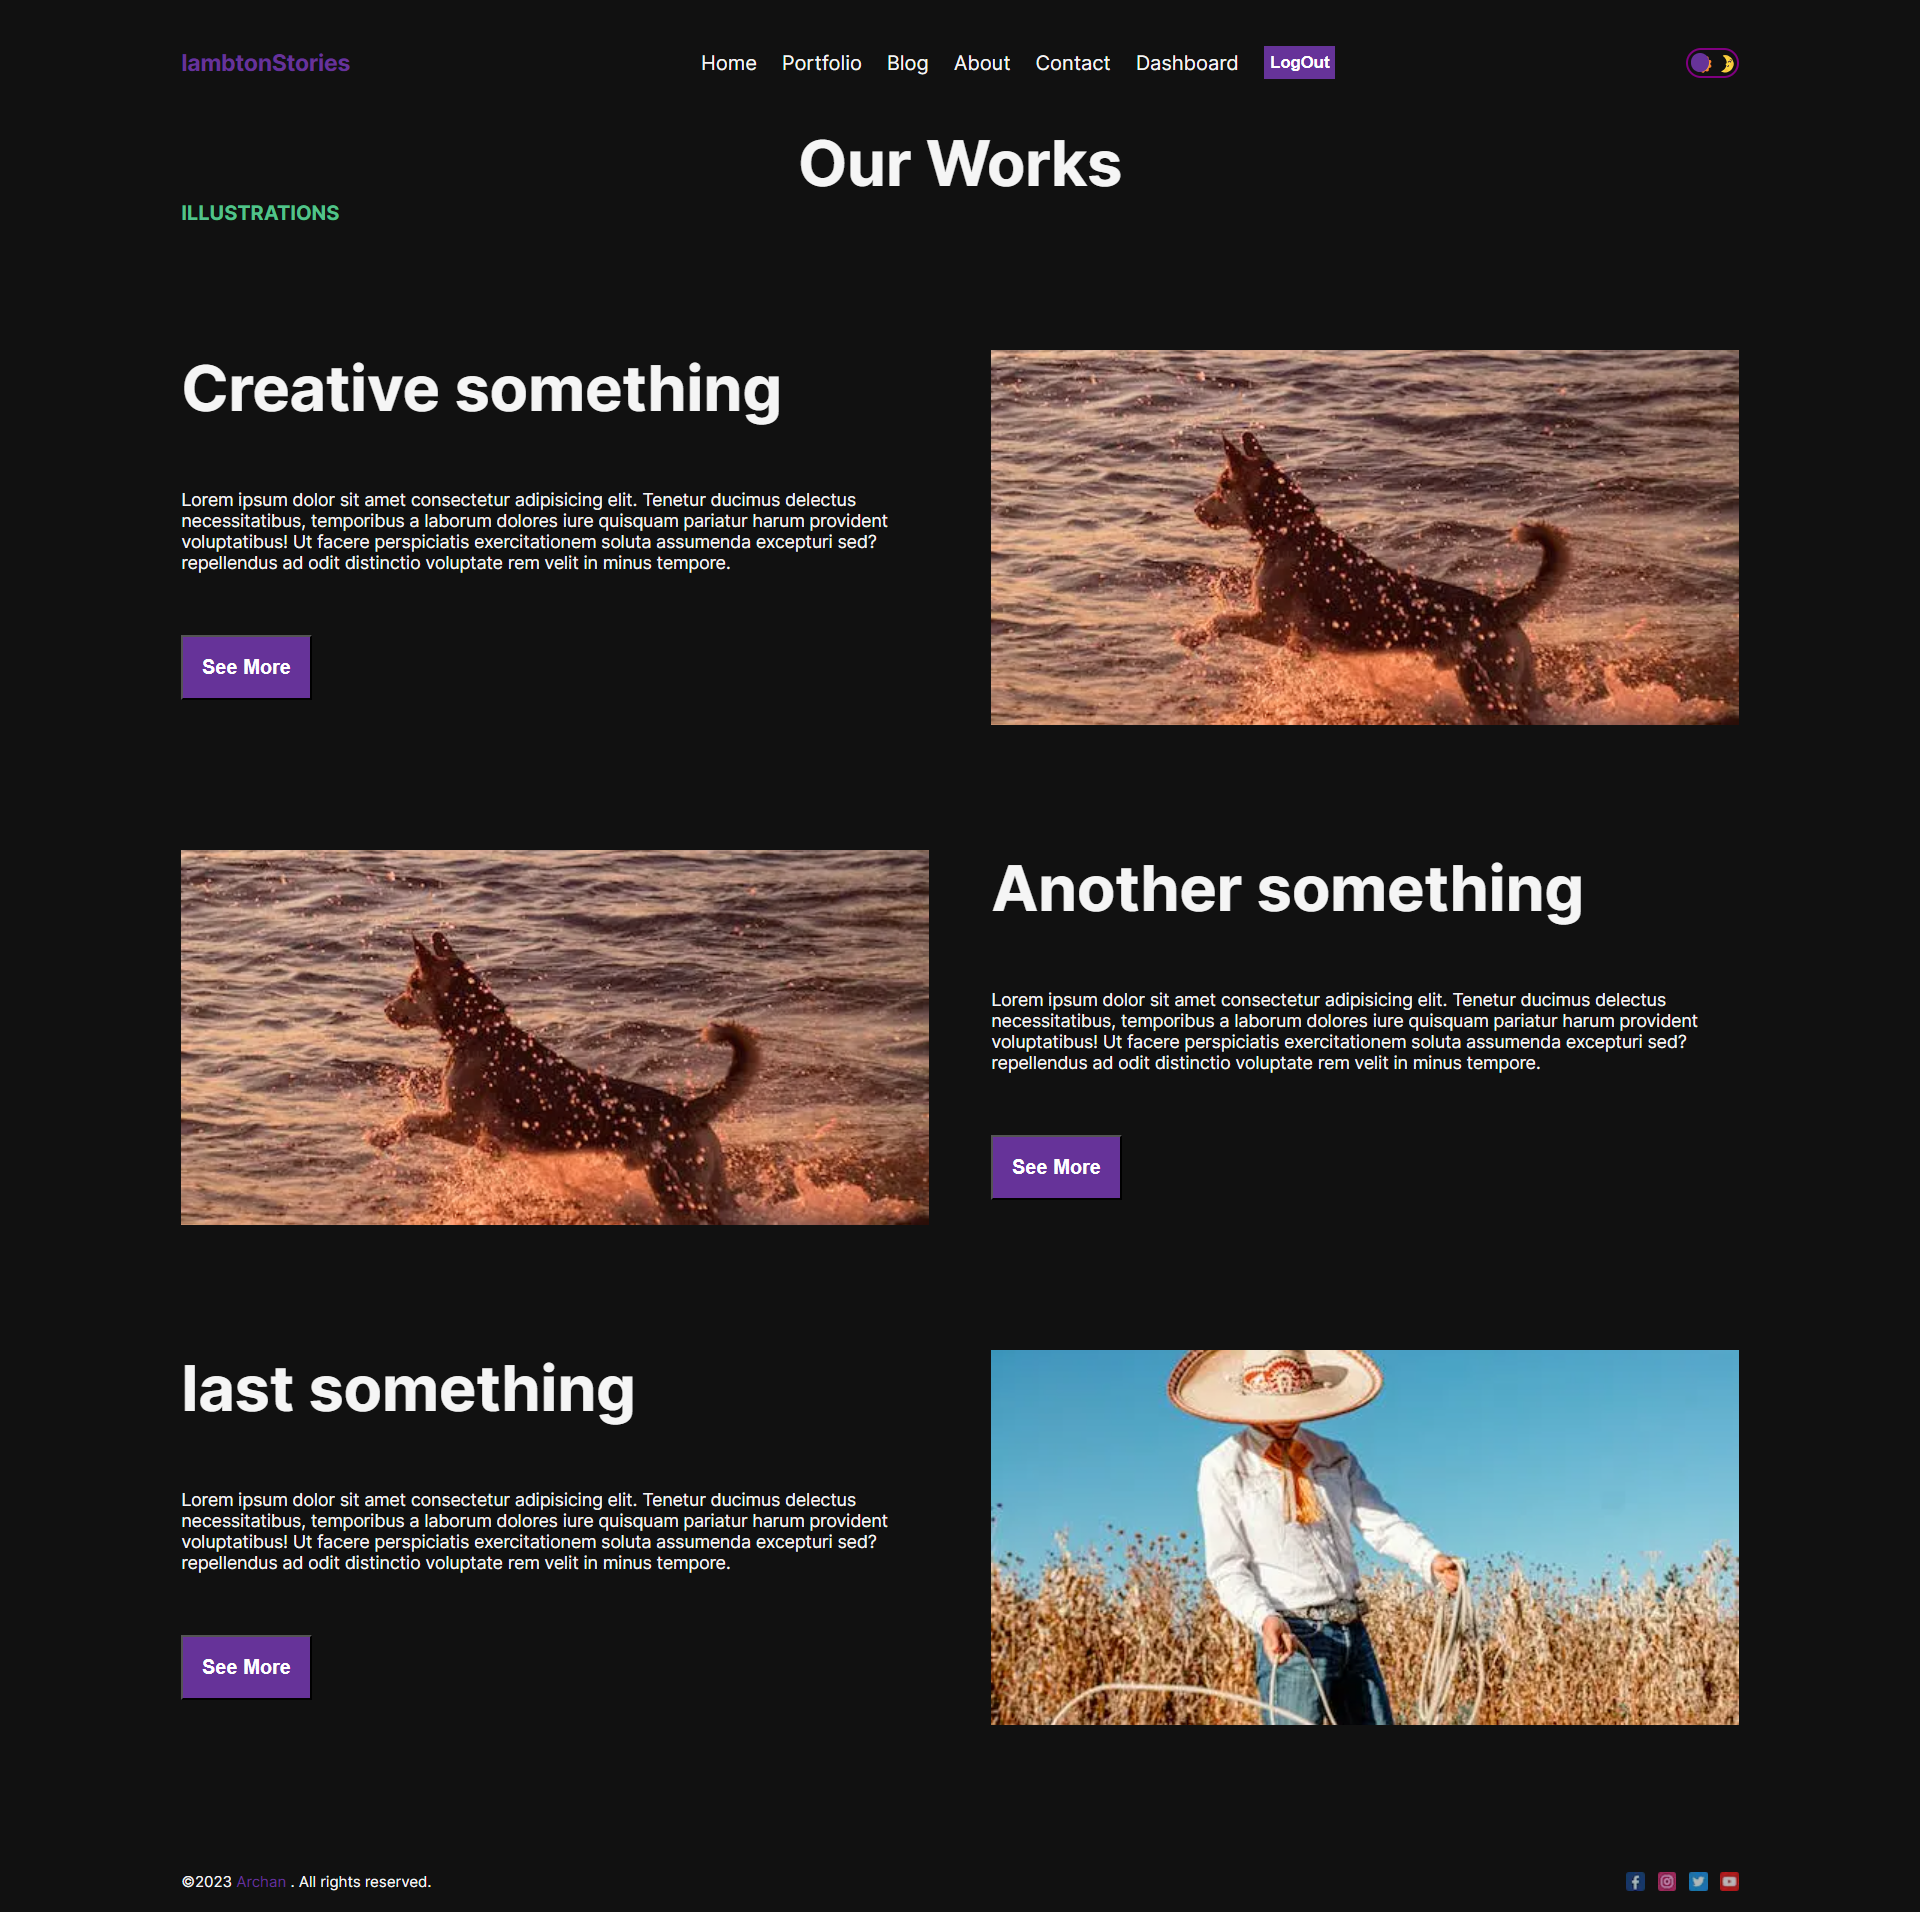 lambtonStories
Home Portfolio Blog About Contact Dashboard LogOut
Our Works
ILLUSTRATIONS
Creative something
Lorem ipsum dolor sit amet consectetur adipisicing elit. Tenetur ducimus delectus
necessitatibus, temporibus a laborum dolores iure quisquam pariatur harum provident
voluptatibus! Ut facere perspiciatis exercitationem soluta assumenda excepturi sed?
repellendus ad odit distinctio voluptate rem velit in minus tempore.
See More
Another something
Lorem ipsum dolor sit amet consectetur adipisicing elit. Tenetur ducimus delectus
necessitatibus, temporibus a laborum dolores iure quisquam pariatur harum provident
voluptatibus! Ut facere perspiciatis exercitationem soluta assumenda excepturi sed?
repellendus ad odit distinctio voluptate rem velit in minus tempore.
See More
last something
Lorem ipsum dolor sit amet consectetur adipisicing elit. Tenetur ducimus delectus
necessitatibus, temporibus a laborum dolores iure quisquam pariatur harum provident
voluptatibus! Ut facere perspiciatis exercitationem soluta assumenda excepturi sed?
repellendus ad odit distinctio voluptate rem velit in minus tempore.
See More
©2023 Archan . All rights reserved.